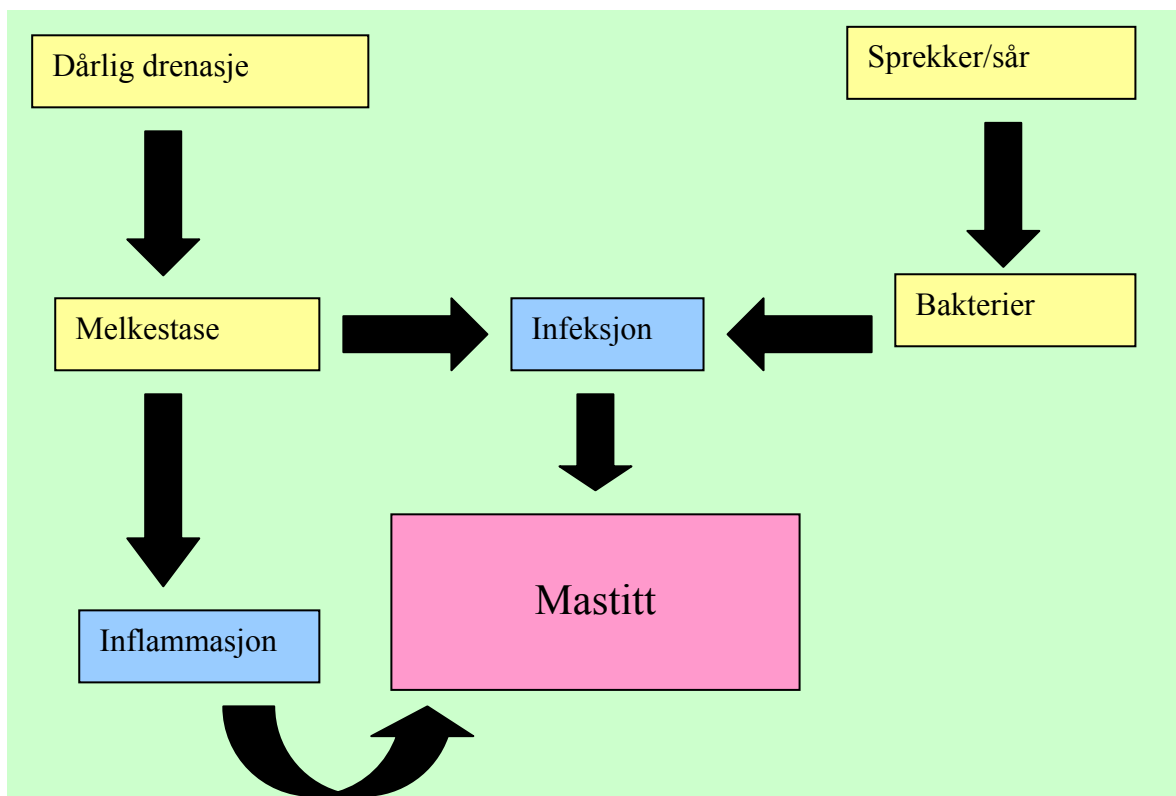 Dårlig drenasje
Sprekker/sår
Melkestase
Infeksjon
Bakterier
Mastitt
Inflammasjon